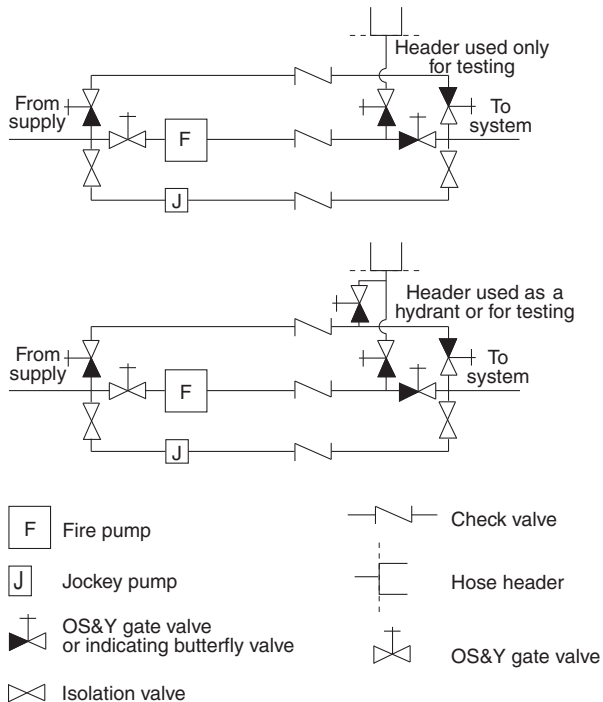 Header used only
for testing
From
supply
To
system
F
J
Header used as a
hydrant or for testing
From
supply
To
system
F
J
F Fire pump
J Jockey pump
OS&Y gate valve
or indicating butterfly valve
Isolation valve
Check valve
Hose header
OS&Y gate valve